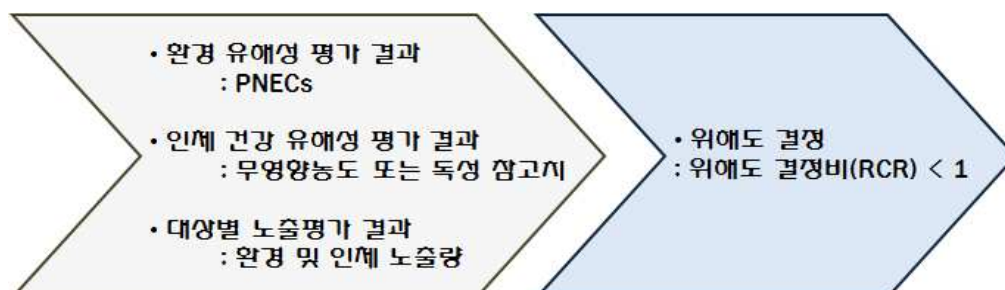 • 환경 유해성 평가 결과
: PNECs
• 인체 건강 유해성 평가 결과
: 무영향농도 또는 독성 참고치
• 대상별 노출평가 결과
: 환경 및 인체 노출량
• 위해도 결정
: 위해도 결정비(RCR) < 1